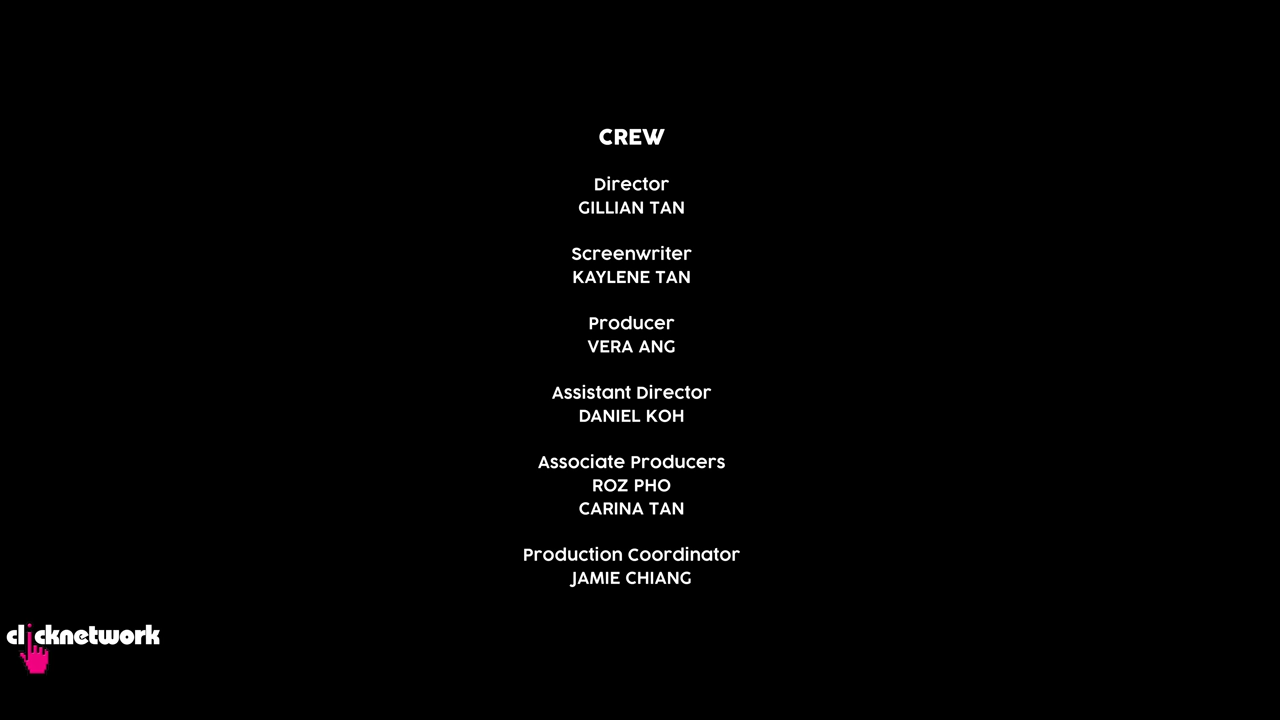 CREW
Director
GILLIAN TAN
Screenwriter
KAYLENE TAN
Producer
VERA ANG
Assistant Director
DANIEL KOH
Associate Producers
ROZ PHO
CARINA TAN
Production Coordinator
JAMIE CHIANG
clicknetwork